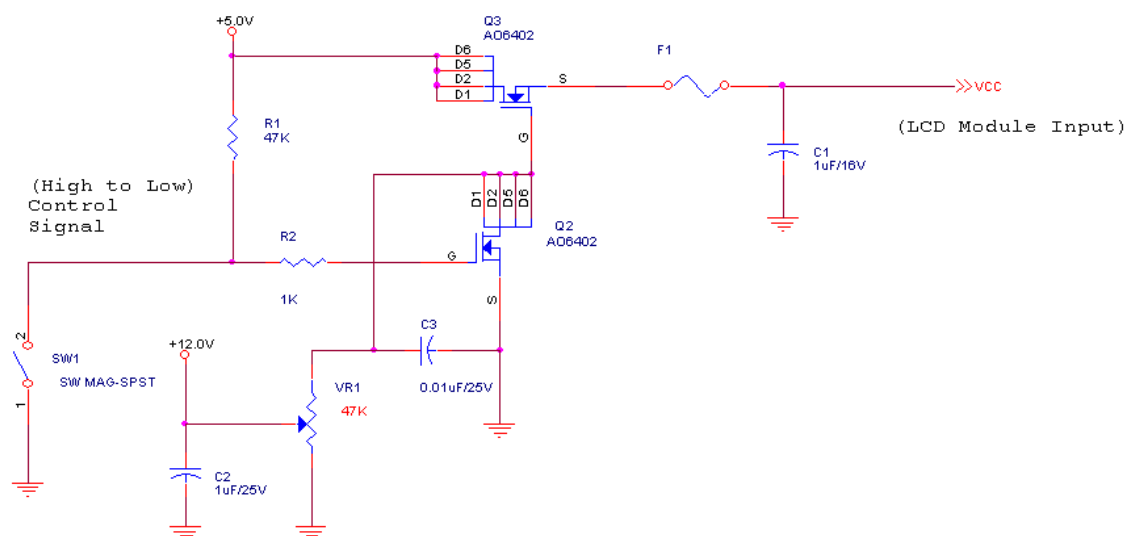 +5.0V
Q3
AO6402
D6
D5
D2
D1
S
G
F1
VCC
(LCD Module Input)
C1
1uF/16V
R1
47K
(High to Low)
Control
Signal
D1
D2
D5
D6
Q2
AO6402
R2
1K
G
S
2
SW1
SW MAG-SPST
1
+12.0V
C3
0.01uF/25V
VR1
47K
C2
1uF/25V